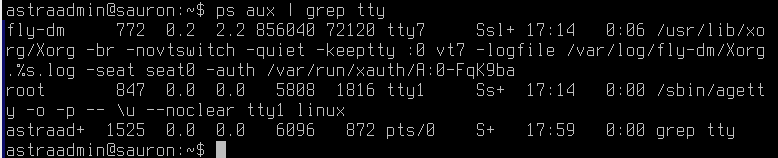 astraadmin@sauron:~$ ps aux | grep tty
fly-dm     772  0.2  2.2 856040 72120 tty7     Ssl+ 17:14   0:06 /usr/lib/xo
rg/Xorg -br -novtswitch -quiet -keeptty :0 vt7 -logfile /var/log/fly-dm/Xorg
.%s.log -seat seat0 -auth /var/run/xauth/A:0-FqK9ba
root       847  0.0  0.0   5808  1816 tty1     Ss+  17:14   0:00 /sbin/agett
y -o -p -- \u --noclear tty1 linux
astraad+  1525  0.0  0.0   6096   872 pts/0    S+   17:59   0:00 grep tty
astraadmin@sauron:~$